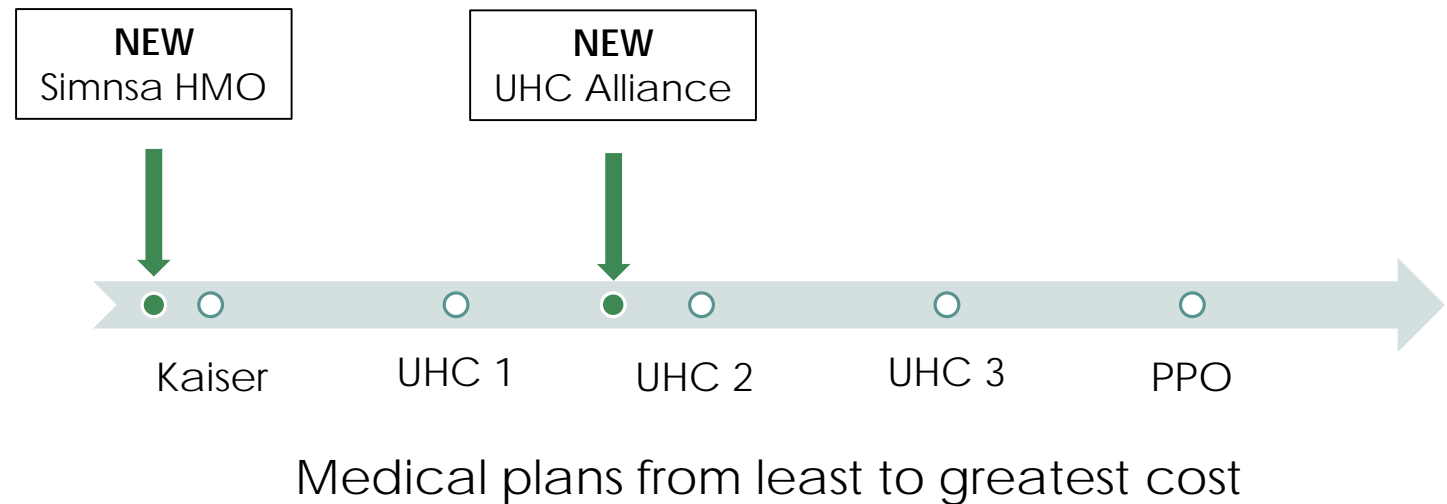 NEW
Simnsa HMO
NEW
UHC Alliance
Kaiser
UHC 1
UHC 2
UHC 3
PPO
Medical plans from least to greatest cost